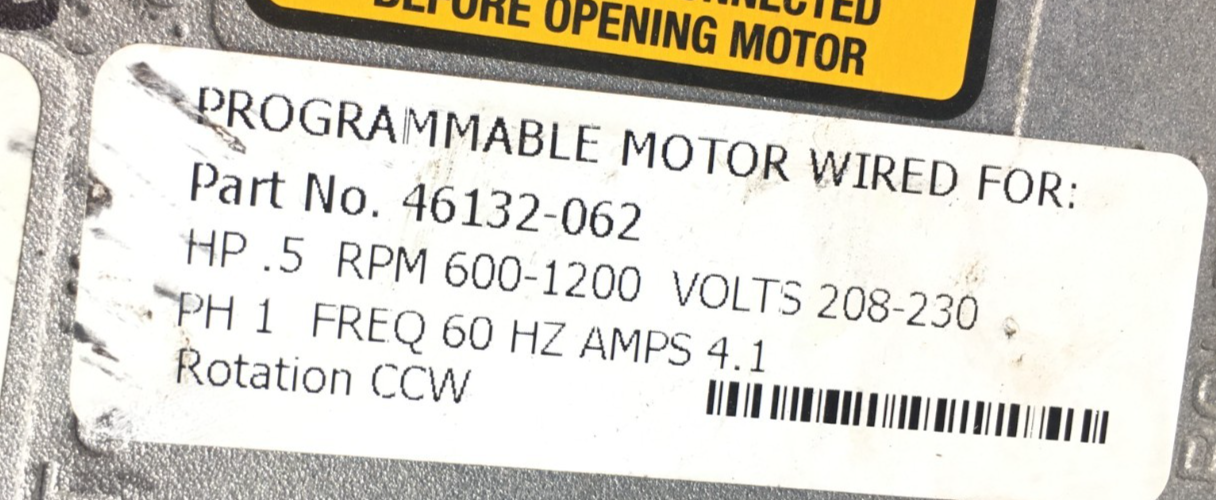 CONNECTED
BEFORE OPENING MOTOR
PROGRAMMABLE MOTOR WIRED FOR:
Part No. 46132-062
HP .5 RPM 600-1200 VOLTS 208-230
PH 1 FREQ 60 HZ AMPS 4.1
Rotation CCW